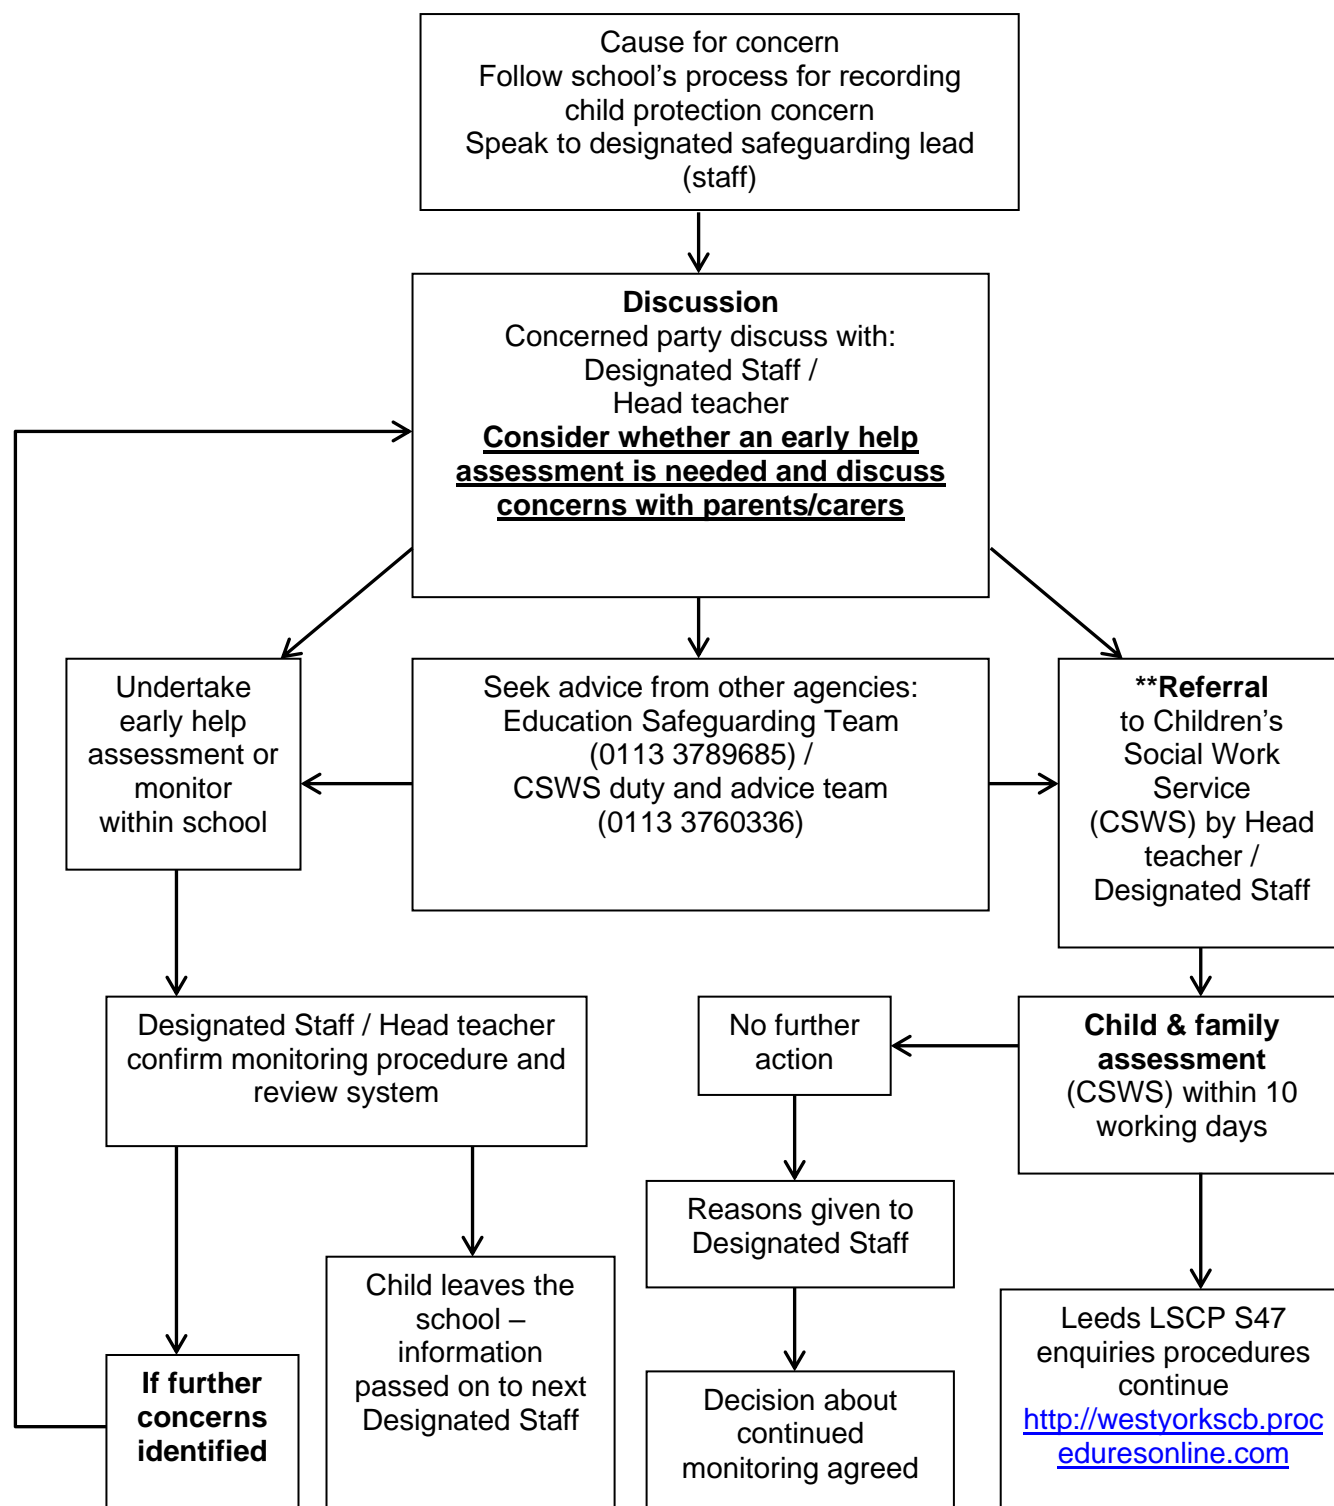 Cause for concern
Follow school’s process for recording
child protection concern
Speak to designated safeguarding lead
(staff)
Discussion
Concerned party discuss with:
Designated Staff /
Head teacher
Consider whether an early help
assessment is needed and discuss
concerns with parents/carers
Undertake
early help
assessment or
monitor
within school
Seek advice from other agencies:
Education Safeguarding Team
(0113 3789685) /
CSWS duty and advice team
(0113 3760336)
**Referral
to Children’s
Social Work
Service
(CSWS) by Head
teacher /
Designated Staff
Designated Staff / Head teacher
confirm monitoring procedure and
review system
No further
action
Child & family
assessment
(CSWS) within 10
working days
Reasons given to
Designated Staff
Child leaves the
school –
information
passed on to next
Designated Staff
If further
concerns
identified
Decision about
continued
monitoring agreed
Leeds LSCP S47
enquiries procedures
continue
http://westyorkscb.proc
eduresonline.com